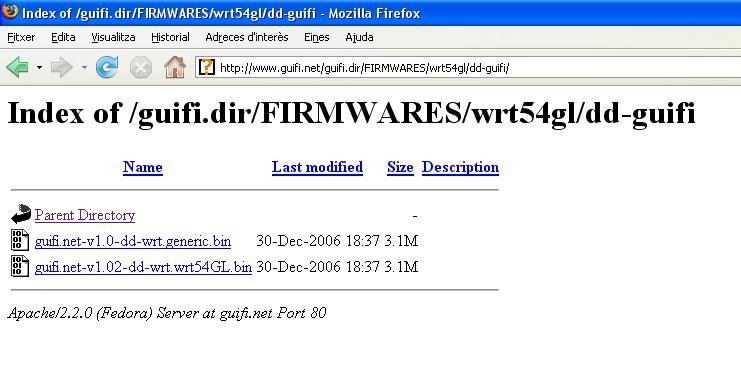 Index of /guifi.dir/FIRMWARES/wrt54gl/dd-guifi - Mozilla Firefox
Fitxer Edita Visualitza Historial Adreces d'interès Eines Ajuda
http://www.guifi.net/guifi.dir/FIRMWARES/wrt54gl/dd-guifi/
Index of /guifi.dir/FIRMWARES/wrt54gl/dd-guifi
Name Last modified Size Description
Parent Directory -
guifi.net-v1.0-dd-wrt.generic.bin 30-Dec-2006 18:37 3.1M
guifi.net-v1.02-dd-wrt.wrt54GL.bin 30-Dec-2006 18:37 3.1M
Apache/2.2.0 (Fedora) Server at guifi.net Port 80